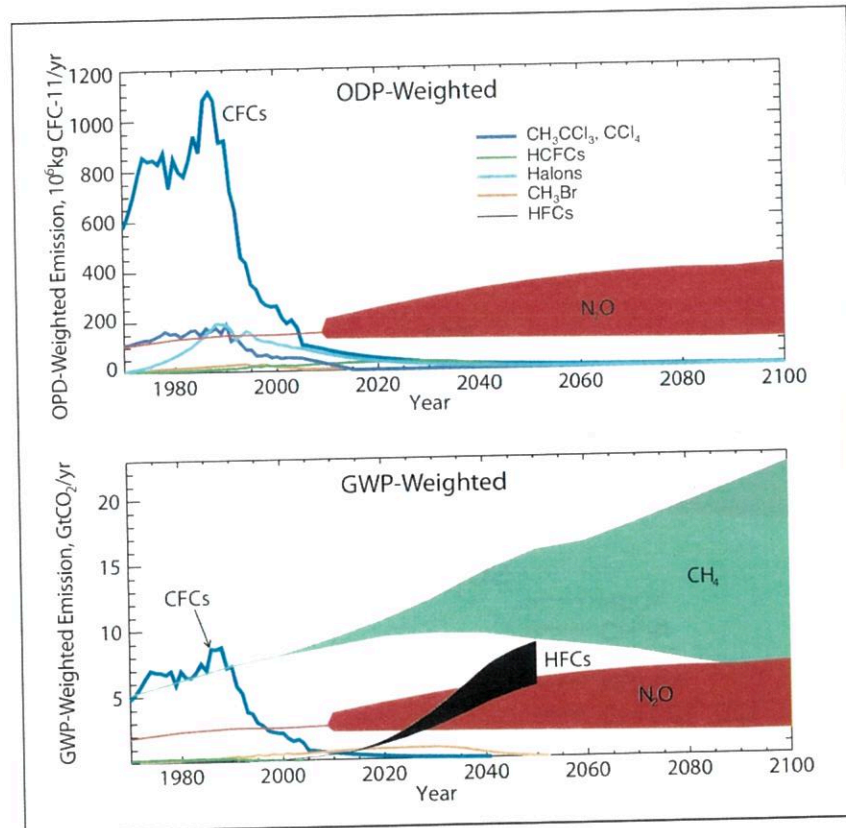 ODP-Weighted
OPD-Weighted Emission, 10⁶kg CFC-11/yr
1200
1000
800
600
400
200
0
CFCs
CH₃CCl₃, CCl₄
HCFCs
Halons
CH₃Br
HFCs
N₂O
1980
2000
2020
2040
2060
2080
2100
Year
GWP-Weighted
GWP-Weighted Emission, GtCO₂/yr
20
15
10
5
CFCs
CH₄
HFCs
N₂O
1980
2000
2020
2040
2060
2080
2100
Year